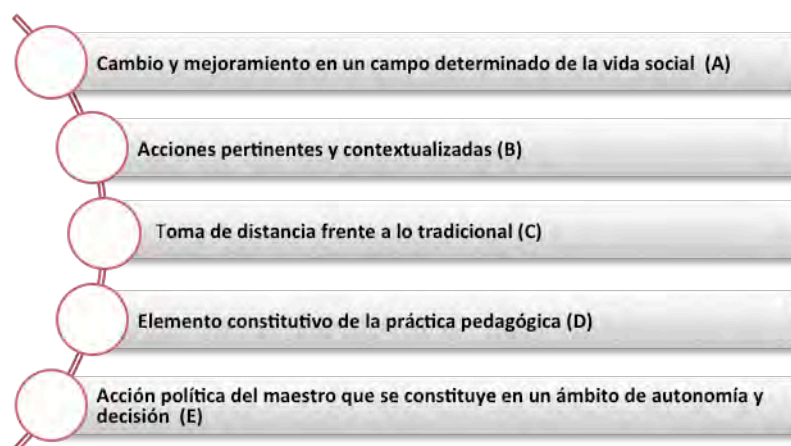 Cambio y mejoramiento en un campo determinado de la vida social (A)
Acciones pertinentes y contextualizadas (B)
Toma de distancia frente a lo tradicional (C)
Elemento constitutivo de la práctica pedagógica (D)
Acción política del maestro que se constituye en un ámbito de autonomía y
decisión (E)